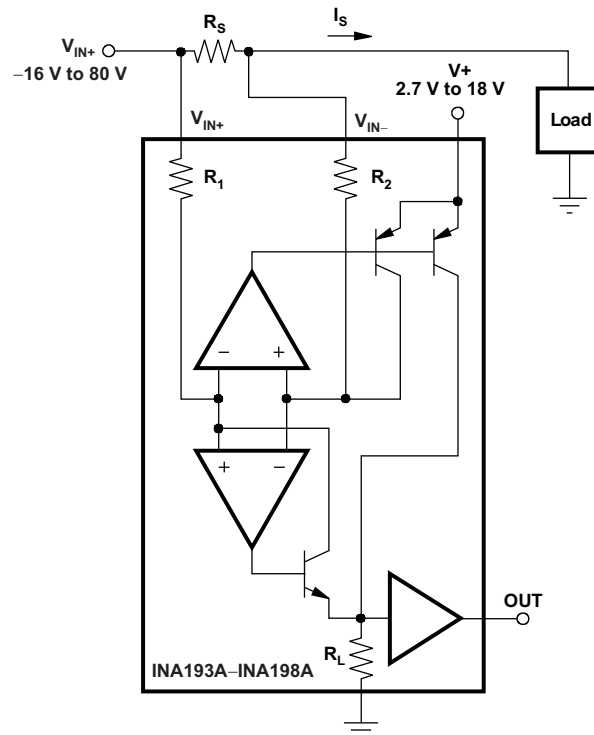 R_S
I_S
V_IN+
−16 V to 80 V
V+
2.7 V to 18 V
V_IN+
V_IN−
Load
R_1
R_2
−
+
+
−
OUT
R_L
INA193A−INA198A